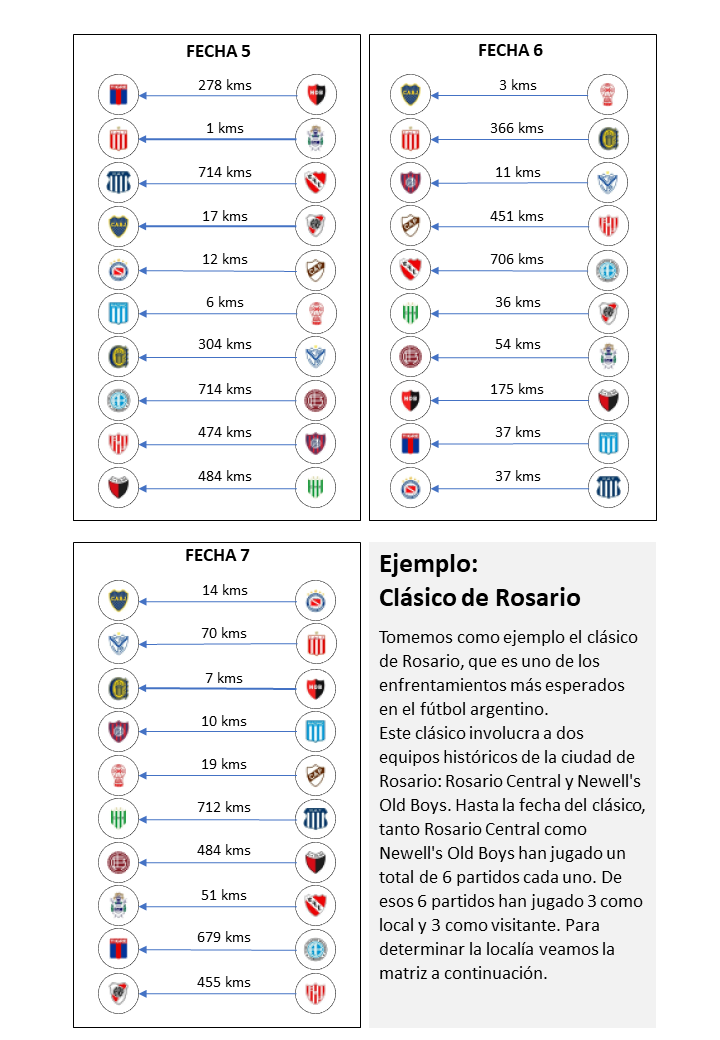 FECHA 5
278 kms
1 kms
714 kms
17 kms
12 kms
6 kms
304 kms
714 kms
474 kms
484 kms
FECHA 6
3 kms
366 kms
11 kms
451 kms
706 kms
36 kms
54 kms
175 kms
37 kms
37 kms
FECHA 7
14 kms
70 kms
7 kms
10 kms
19 kms
712 kms
484 kms
51 kms
679 kms
455 kms
Ejemplo:
Clásico de Rosario
Tomemos como ejemplo el clásico
de Rosario, que es uno de los
enfrentamientos más esperados
en el fútbol argentino.
Este clásico involucra a dos
equipos históricos de la ciudad de
Rosario: Rosario Central y Newell's
Old Boys. Hasta la fecha del clásico,
tanto Rosario Central como
Newell's Old Boys han jugado un
total de 6 partidos cada uno. De
esos 6 partidos han jugado 3 como
local y 3 como visitante. Para
determinar la localía veamos la
matriz a continuación.